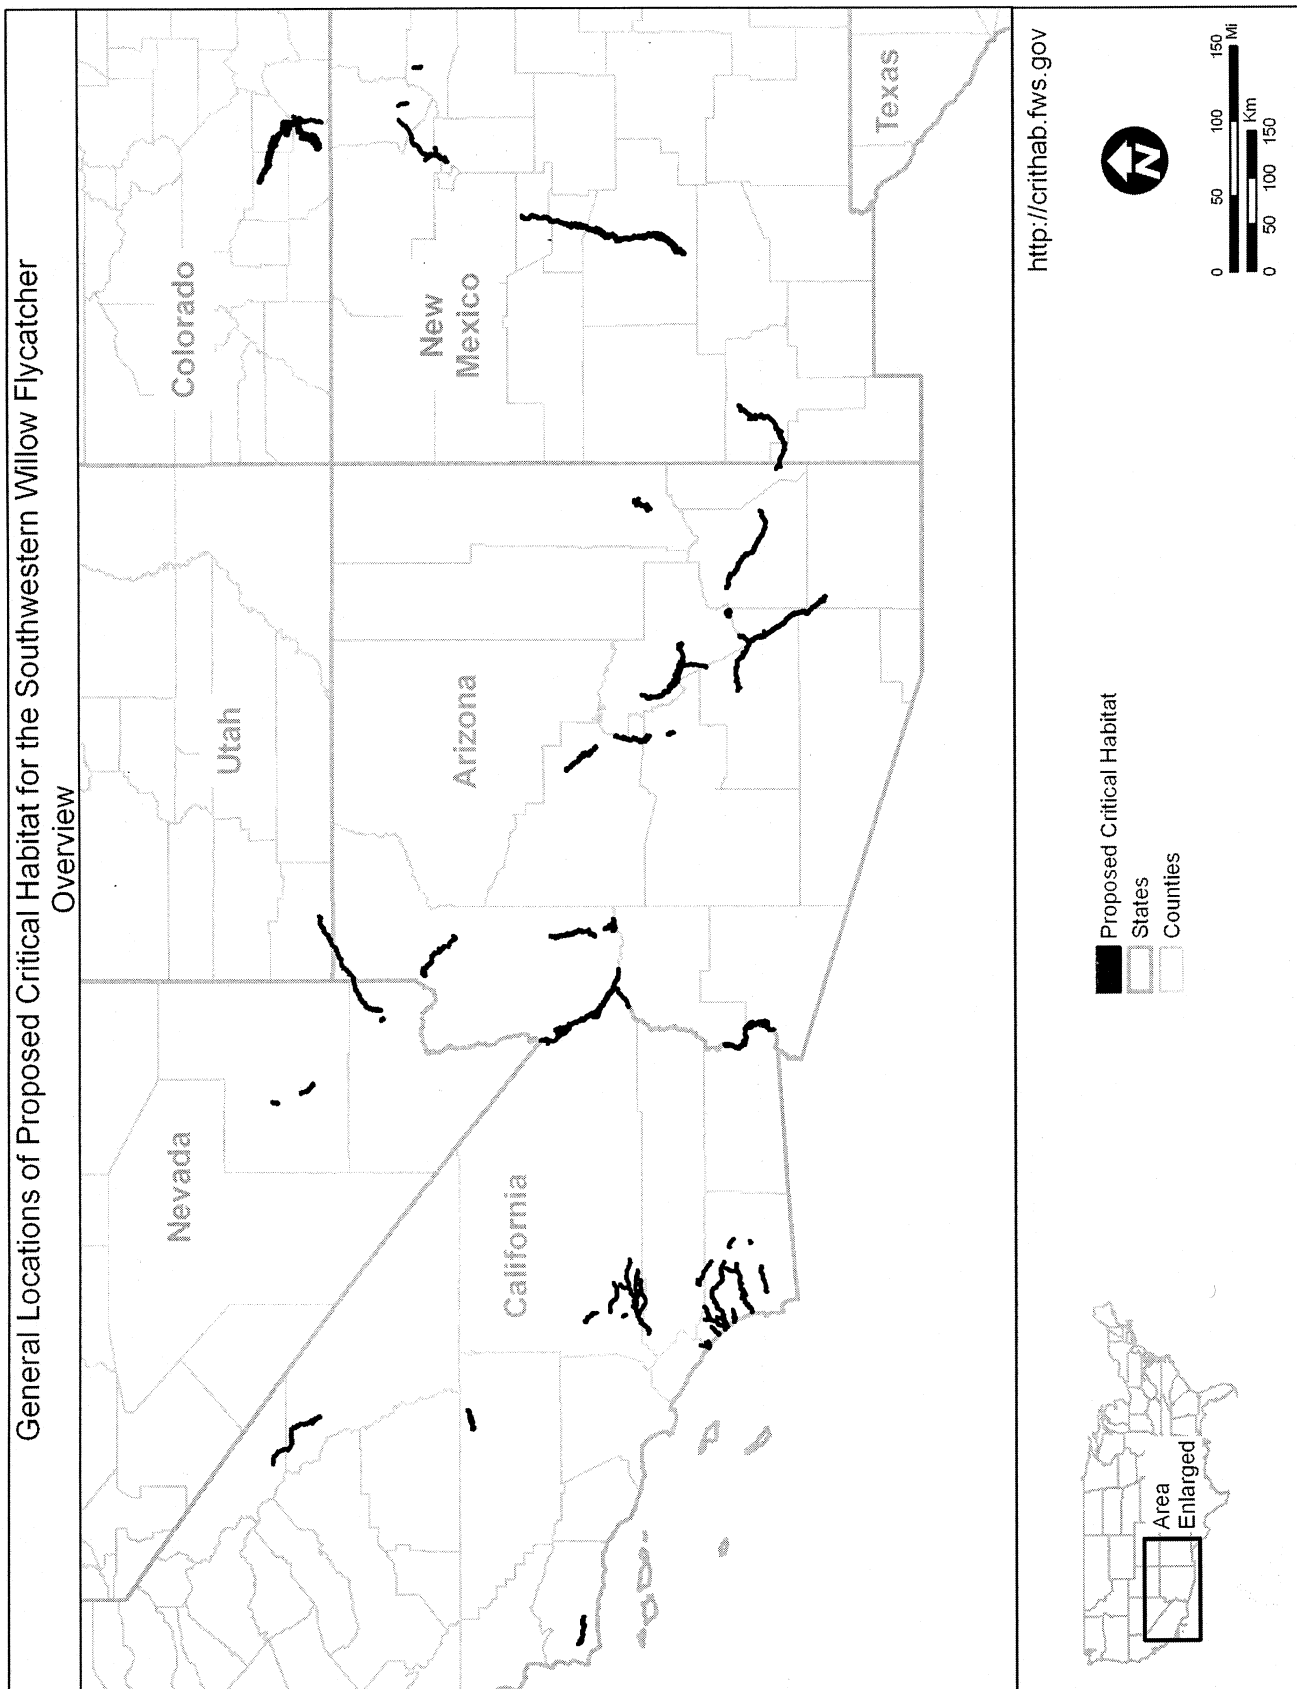 General Locations of Proposed Critical Habitat for the Southwestern Willow Flycatcher
Overview
Nevada
Utah
Colorado
California
Arizona
New
Mexico
Texas
Area
Enlarged
Proposed Critical Habitat
States
Counties
http://crithab.fws.gov
N
0 50 100 150
Mi
Km
0 50 100 150